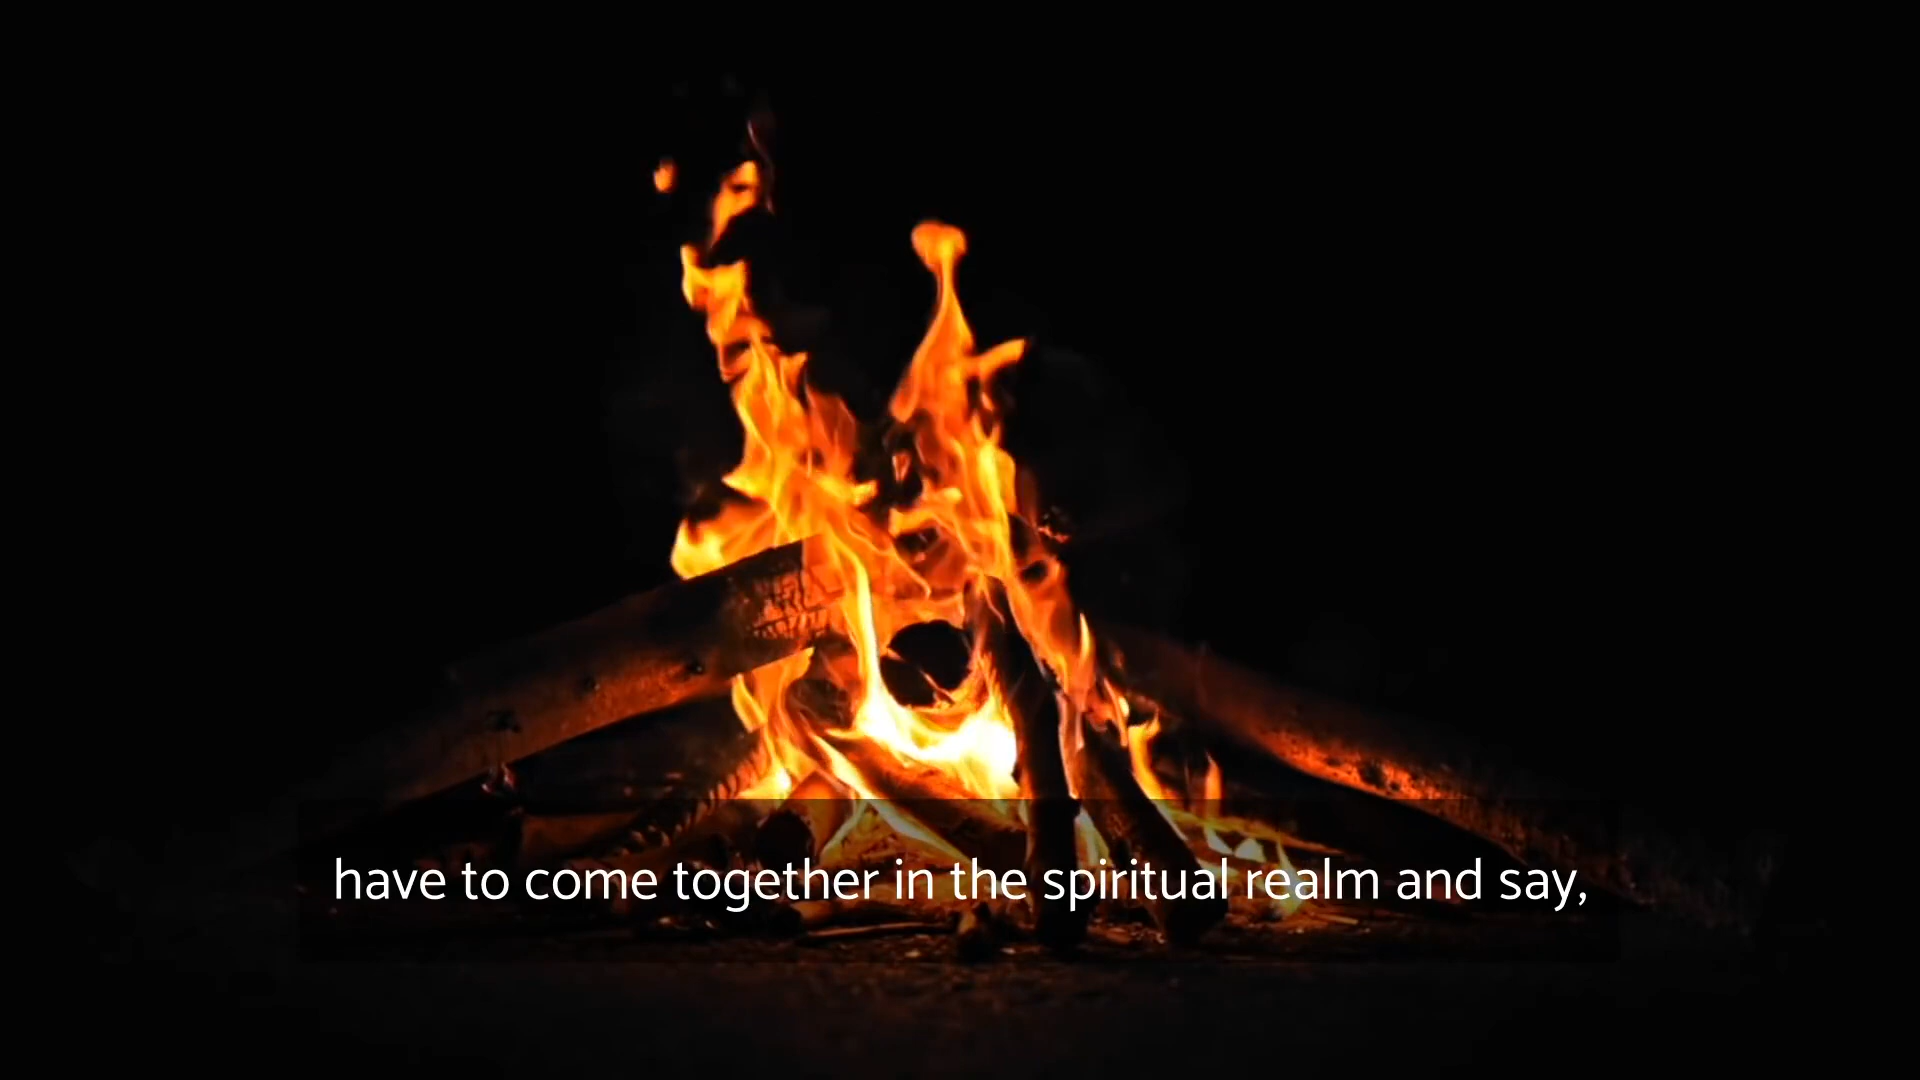 have to come together in the spiritual realm and say,